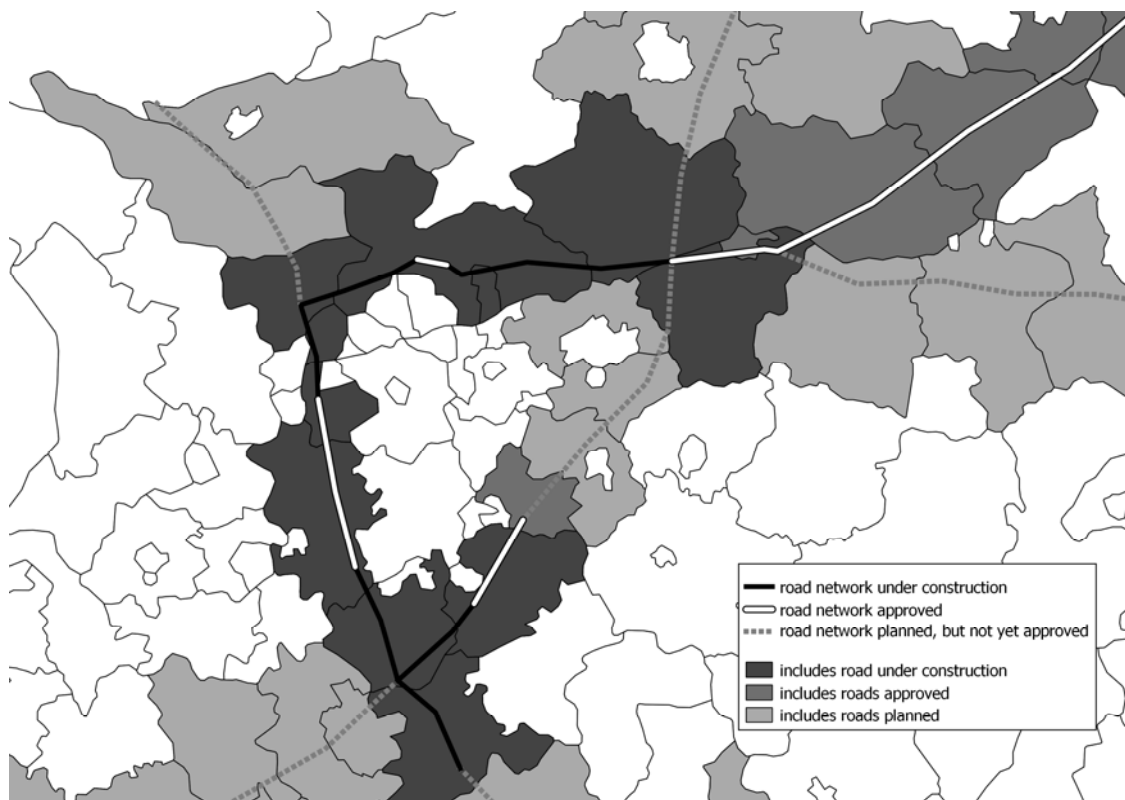 road network under construction
road network approved
road network planned, but not yet approved
includes road under construction
includes roads approved
includes roads planned